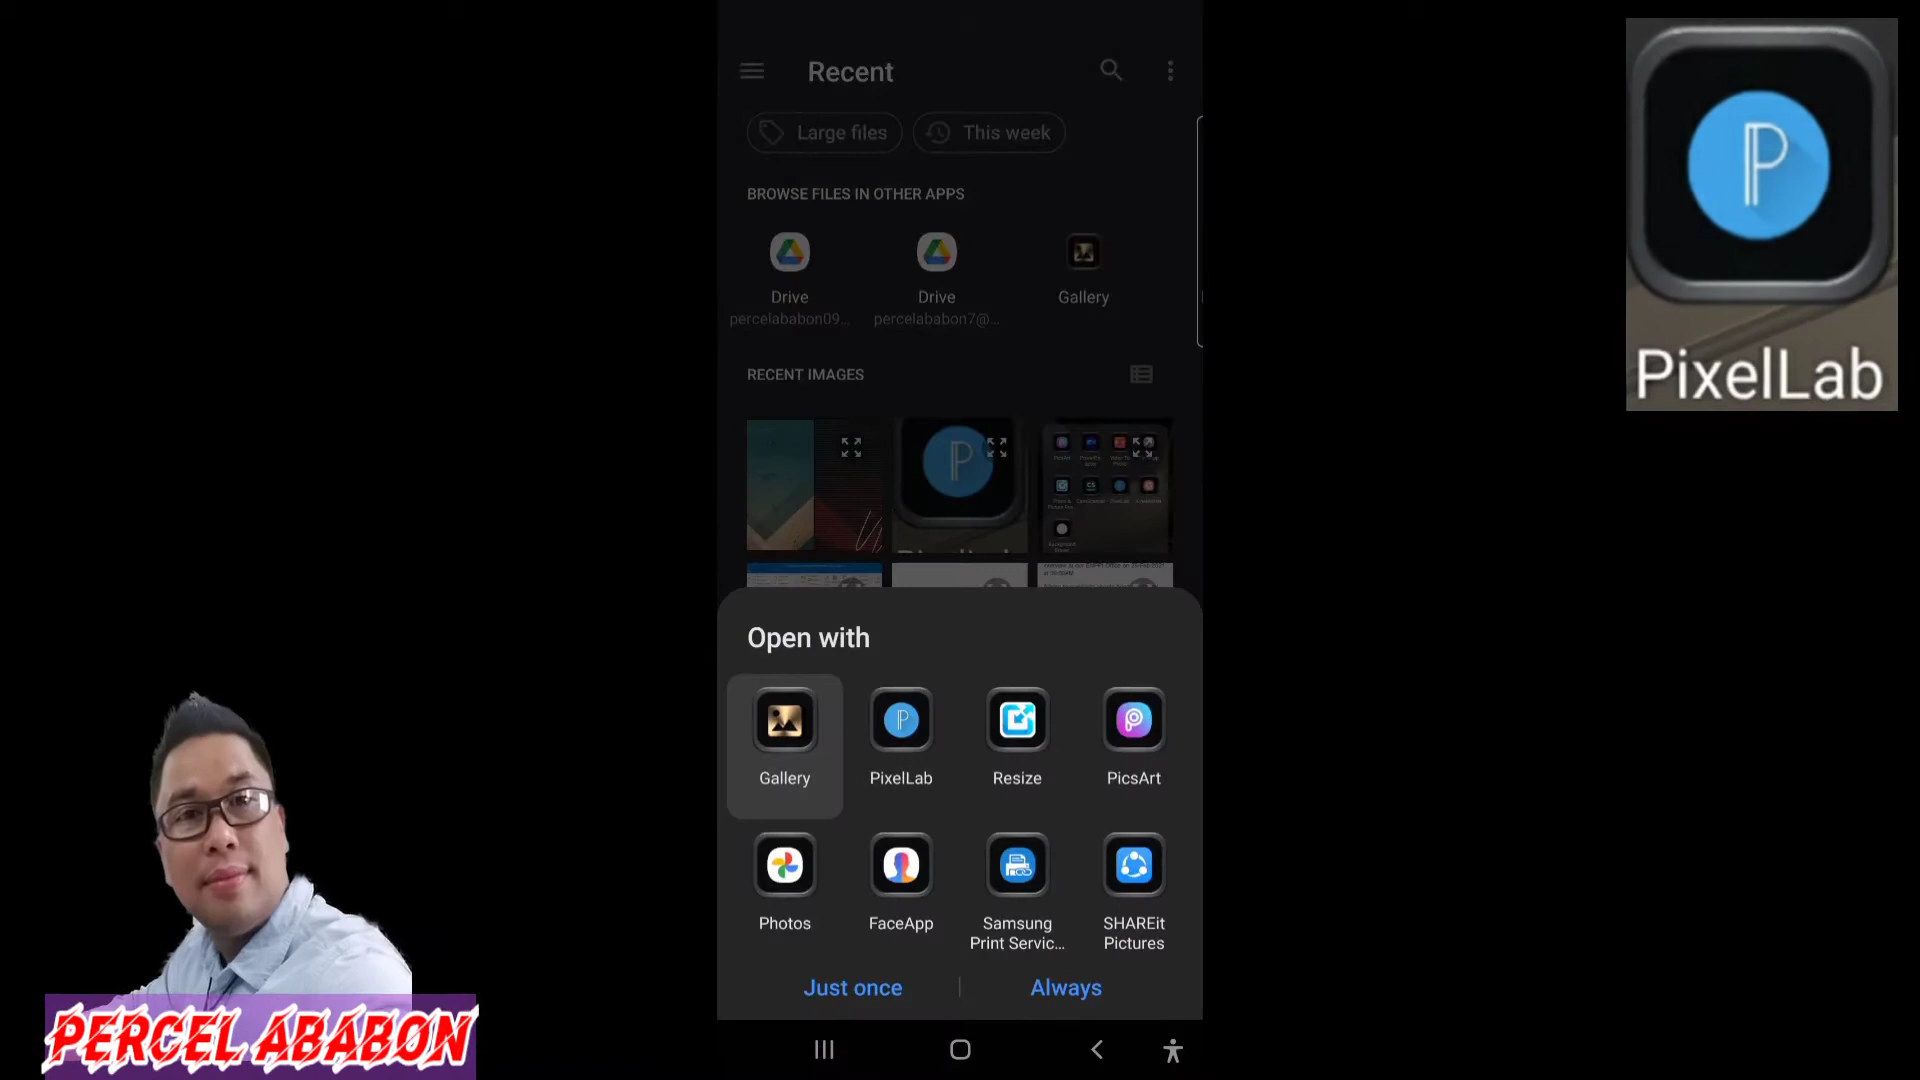 Recent
Large files
This week
BROWSE FILES IN OTHER APPS
Drive
percelababon09...
Drive
percelababon7@...
Gallery
RECENT IMAGES
Open with
Gallery
PixelLab
Resize
PicsArt
Photos
FaceApp
Samsung
Print Servic...
SHAREit
Pictures
Just once
Always
PixelLab
PERCEL ABABON